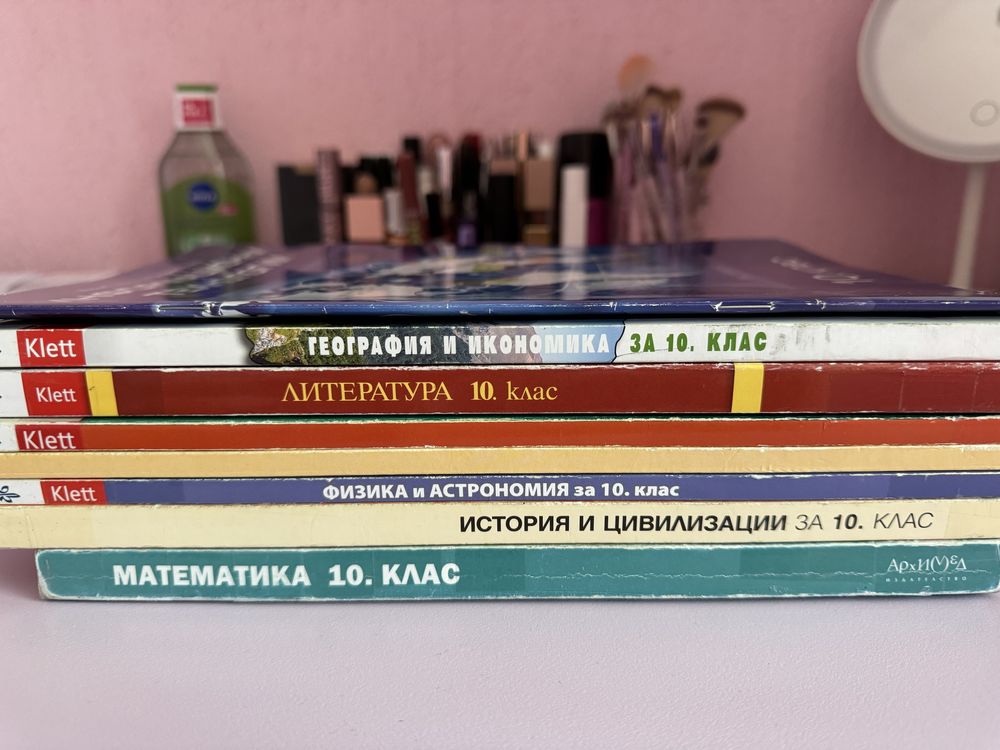 Klett ГЕОГРАФИЯ И ИКОНОМИКА ЗА 10. КЛАС
Klett ЛИТЕРАТУРА 10. клас
Klett
Klett ФИЗИКА и АСТРОНОМИЯ за 10. клас
ИСТОРИЯ И ЦИВИЛИЗАЦИИ ЗА 10. КЛАС
МАТЕМАТИКА 10. КЛАС АРХИМЕД
ИЗДАТЕЛСТВО